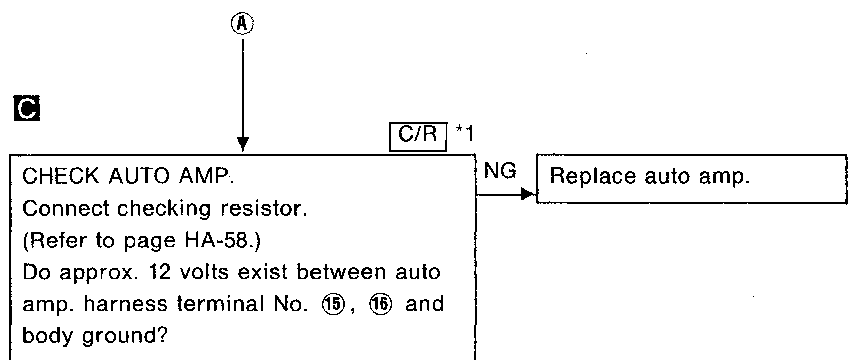 Ⓐ
C
C/R *1
CHECK AUTO AMP.
Connect checking resistor.
(Refer to page HA-58.)
Do approx. 12 volts exist between auto
amp. harness terminal No. ⑮, ⑯ and
body ground?
NG
Replace auto amp.